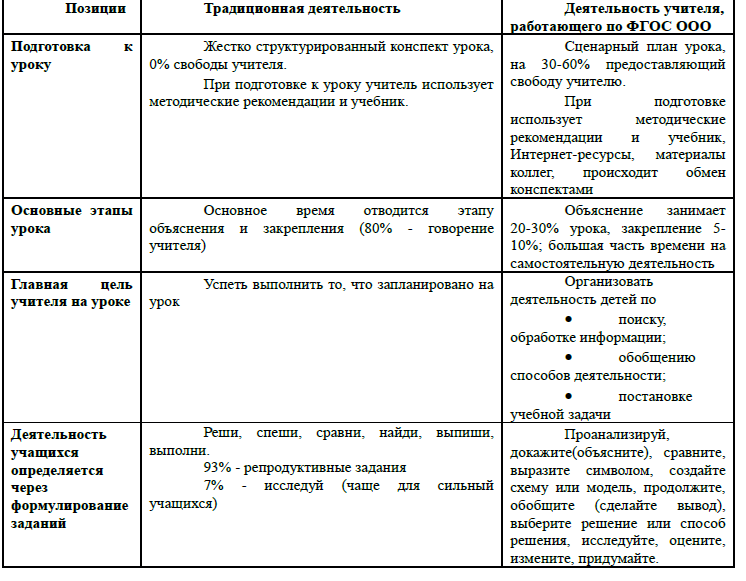 Позиции
Традиционная деятельность
Деятельность учителя,
работающего по ФГОС ООО
Подготовка к
уроку
Жестко структурированный конспект урока,
0% свободы учителя.
При подготовке к уроку учитель использует
методические рекомендации и учебник.
Сценарный план урока,
на 30-60% предоставляющий
свободу учителю.
При подготовке
использует методические
рекомендации и учебник,
Интернет-ресурсы, материалы
коллег, происходит обмен
конспектами
Основные этапы
урока
Основное время отводится этапу
объяснения и закрепления (80% - говорение
учителя)
Объяснение занимает
20-30% урока, закрепление 5-
10%; большая часть времени на
самостоятельную деятельность
Главная цель
учителя на уроке
Успеть выполнить то, что запланировано на
урок
Организовать
деятельность детей по
• поиску,
обработке информации;
• обобщению
способов деятельности;
• постановке
учебной задачи
Деятельность
учащихся
определяется
через
формулирование
заданий
Реши, спеши, сравни, найди, выпиши,
выполни.
93% - репродуктивные задания
7% - исследуй (чаще для сильный
учащихся)
Проанализируй,
докажите(объясните), сравните,
выразите символом, создайте
схему или модель, продолжите,
обобщите (сделайте вывод),
выберите решение или способ
решения, исследуйте, оцените,
измените, придумайте.